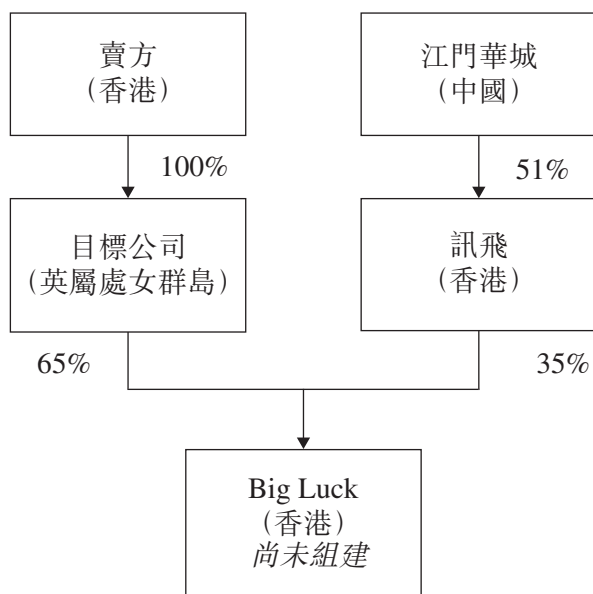 賣方
（香港）
江門華城
（中國）
100%
51%
目標公司
（英屬處女群島）
訊飛
（香港）
65%
35%
Big Luck
（香港）
尚未組建